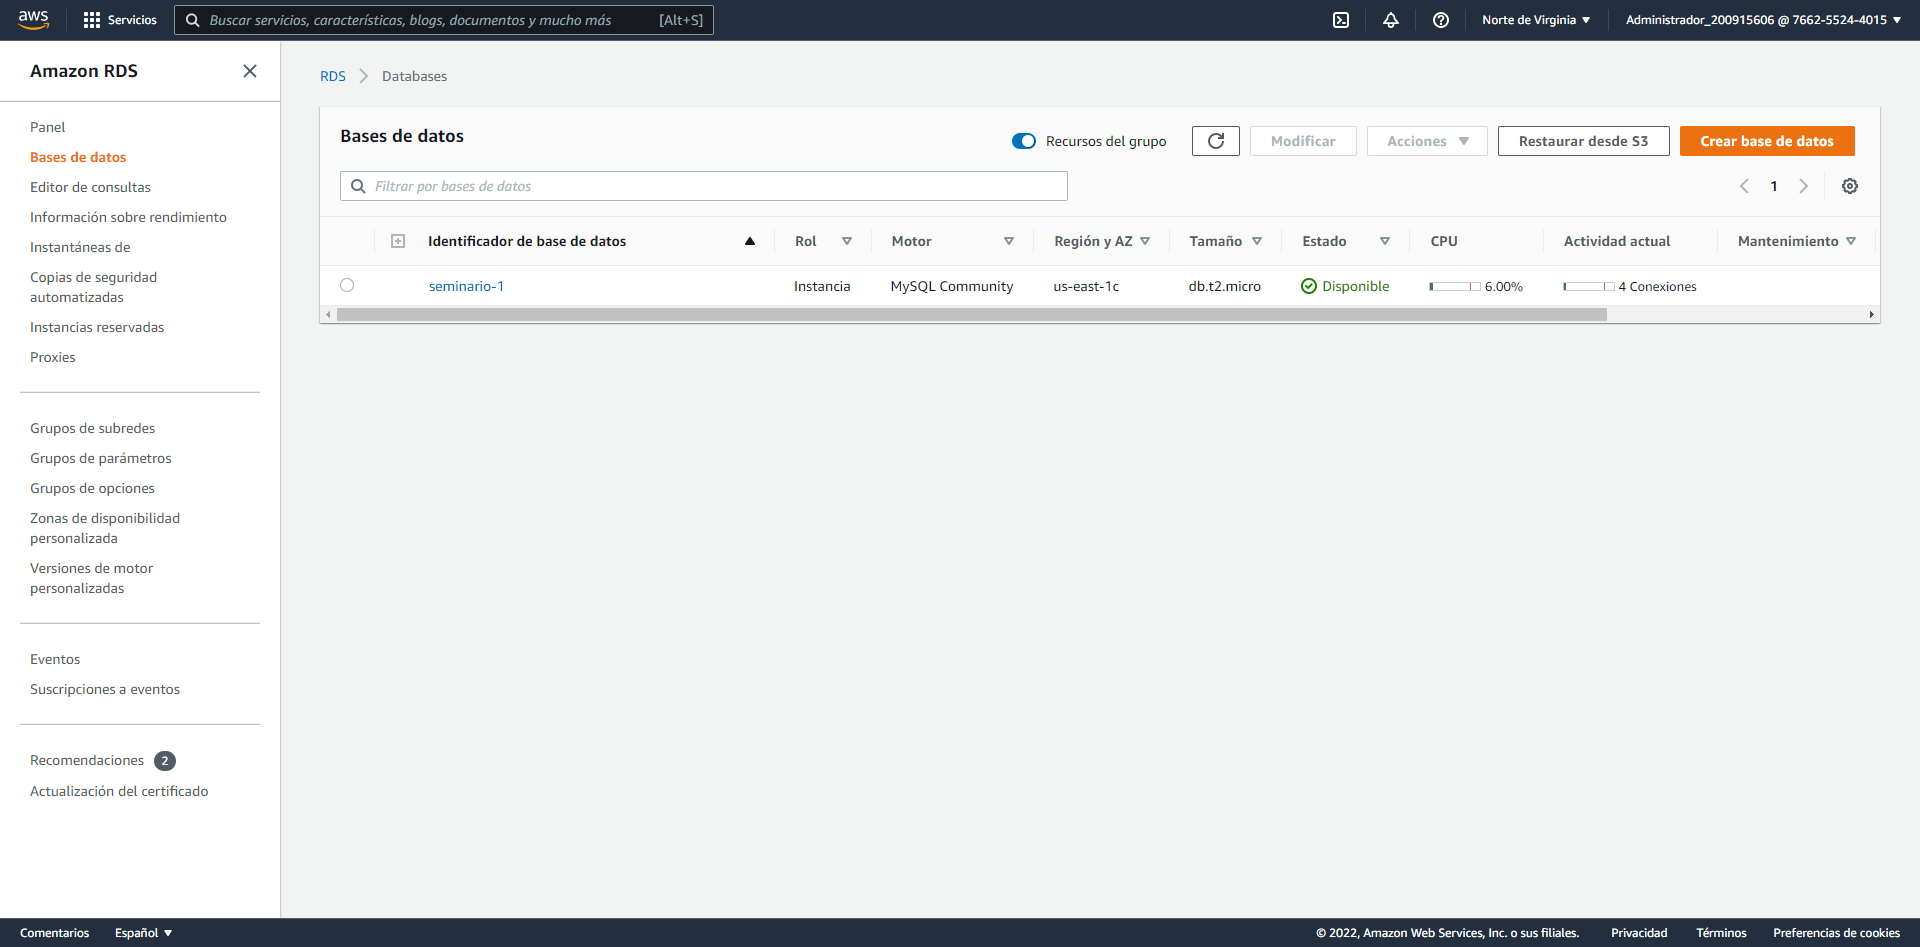 aws
Servicios
Buscar servicios, características, blogs, documentos y mucho más [Alt+S]
Norte de Virginia
Administrador_200915606 @ 7662-5524-4015
Amazon RDS
Panel
Bases de datos
Editor de consultas
Información sobre rendimiento
Instantáneas de
Copias de seguridad
automatizadas
Instancias reservadas
Proxies
Grupos de subredes
Grupos de parámetros
Grupos de opciones
Zonas de disponibilidad
personalizada
Versiones de motor
personalizadas
Eventos
Suscripciones a eventos
Recomendaciones 2
Actualización del certificado
RDS Databases
Bases de datos
Recursos del grupo
Modificar
Acciones
Restaurar desde S3
Crear base de datos
Filtrar por bases de datos
1
Identificador de base de datos Rol Motor Región y AZ Tamaño Estado CPU Actividad actual Mantenimiento
seminario-1 Instancia MySQL Community us-east-1c db.t2.micro Disponible 6.00% 4 Conexiones
Comentarios Español © 2022, Amazon Web Services, Inc. o sus filiales. Privacidad Términos Preferencias de cookies